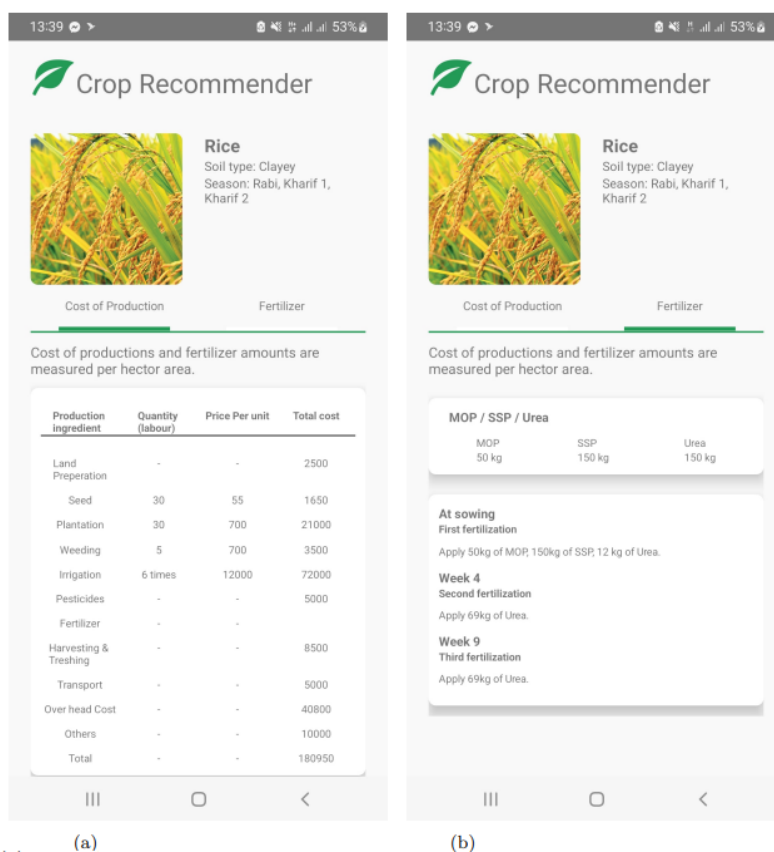 13:39
53%
Crop Recommender
Rice
Soil type: Clayey
Season: Rabi, Kharif 1,
Kharif 2
Cost of Production Fertilizer
Cost of productions and fertilizer amounts are
measured per hector area.
Production Quantity Price Per unit Total cost
ingredient (labour)
Land - - 2500
Preperation
Seed 30 55 1650
Plantation 30 700 21000
Weeding 5 700 3500
Irrigation 6 times 12000 72000
Pesticides - - 5000
Fertilizer - -
Harvesting & - - 8500
Treshing
Transport - - 5000
Over head Cost - - 40800
Others - - 10000
Total - - 180950
(a)
13:39
53%
Crop Recommender
Rice
Soil type: Clayey
Season: Rabi, Kharif 1,
Kharif 2
Cost of Production Fertilizer
Cost of productions and fertilizer amounts are
measured per hector area.
MOP / SSP / Urea
MOP SSP Urea
50 kg 150 kg 150 kg
At sowing
First fertilization
Apply 50kg of MOP, 150kg of SSP, 12 kg of Urea.
Week 4
Second fertilization
Apply 69kg of Urea.
Week 9
Third fertilization
Apply 69kg of Urea.
(b)